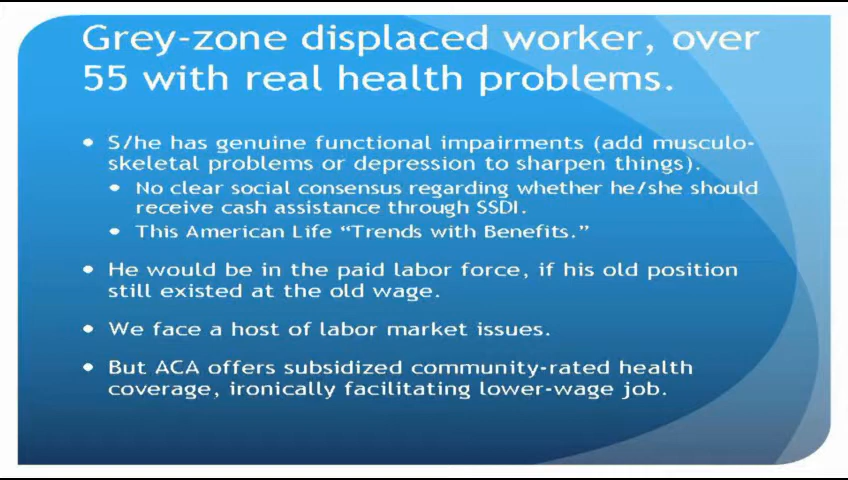 Grey-zone displaced worker, over
55 with real health problems.
S/he has genuine functional impairments (add musculo-
skeletal problems or depression to sharpen things).
No clear social consensus regarding whether he/she should
receive cash assistance through SSDI.
This American Life “Trends with Benefits.”
He would be in the paid labor force, if his old position
still existed at the old wage.
We face a host of labor market issues.
But ACA offers subsidized community-rated health
coverage, ironically facilitating lower-wage job.